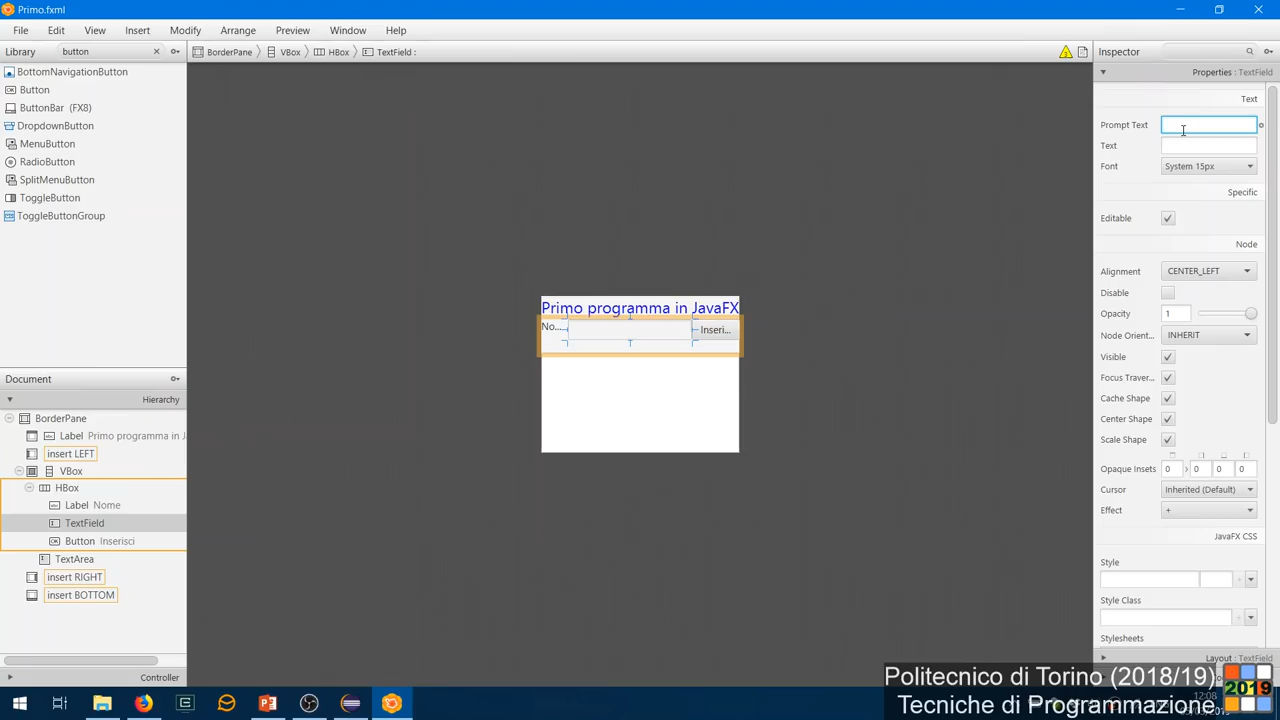 Primo.fxml
File Edit View Insert Modify Arrange Preview Window Help
Library button
BorderPane VBox HBox TextField :
Inspector
BottomNavigationButton
Button
ButtonBar (FX8)
DropdownButton
MenuButton
RadioButton
SplitMenuButton
ToggleButton
ToggleButtonGroup
Primo programma in JavaFX
No... Inseri...
Document
Hierarchy
BorderPane
Label Primo programma in J
insert LEFT
VBox
HBox
Label Nome
TextField
Button Inserisci
TextArea
insert RIGHT
insert BOTTOM
Controller
Properties : TextField
Text
Prompt Text
Text
Font System 15px
Specific
Editable
Node
Alignment CENTER_LEFT
Disable
Opacity 1
Node Orient... INHERIT
Visible
Focus Traver...
Cache Shape
Center Shape
Scale Shape
Opaque Insets 0 0 0 0
Cursor Inherited (Default)
Effect +
JavaFX CSS
Style
Style Class
Stylesheets
Layout : TextField
Politecnico di Torino (2018/19)
Tecniche di Programmazione
2019
12:08